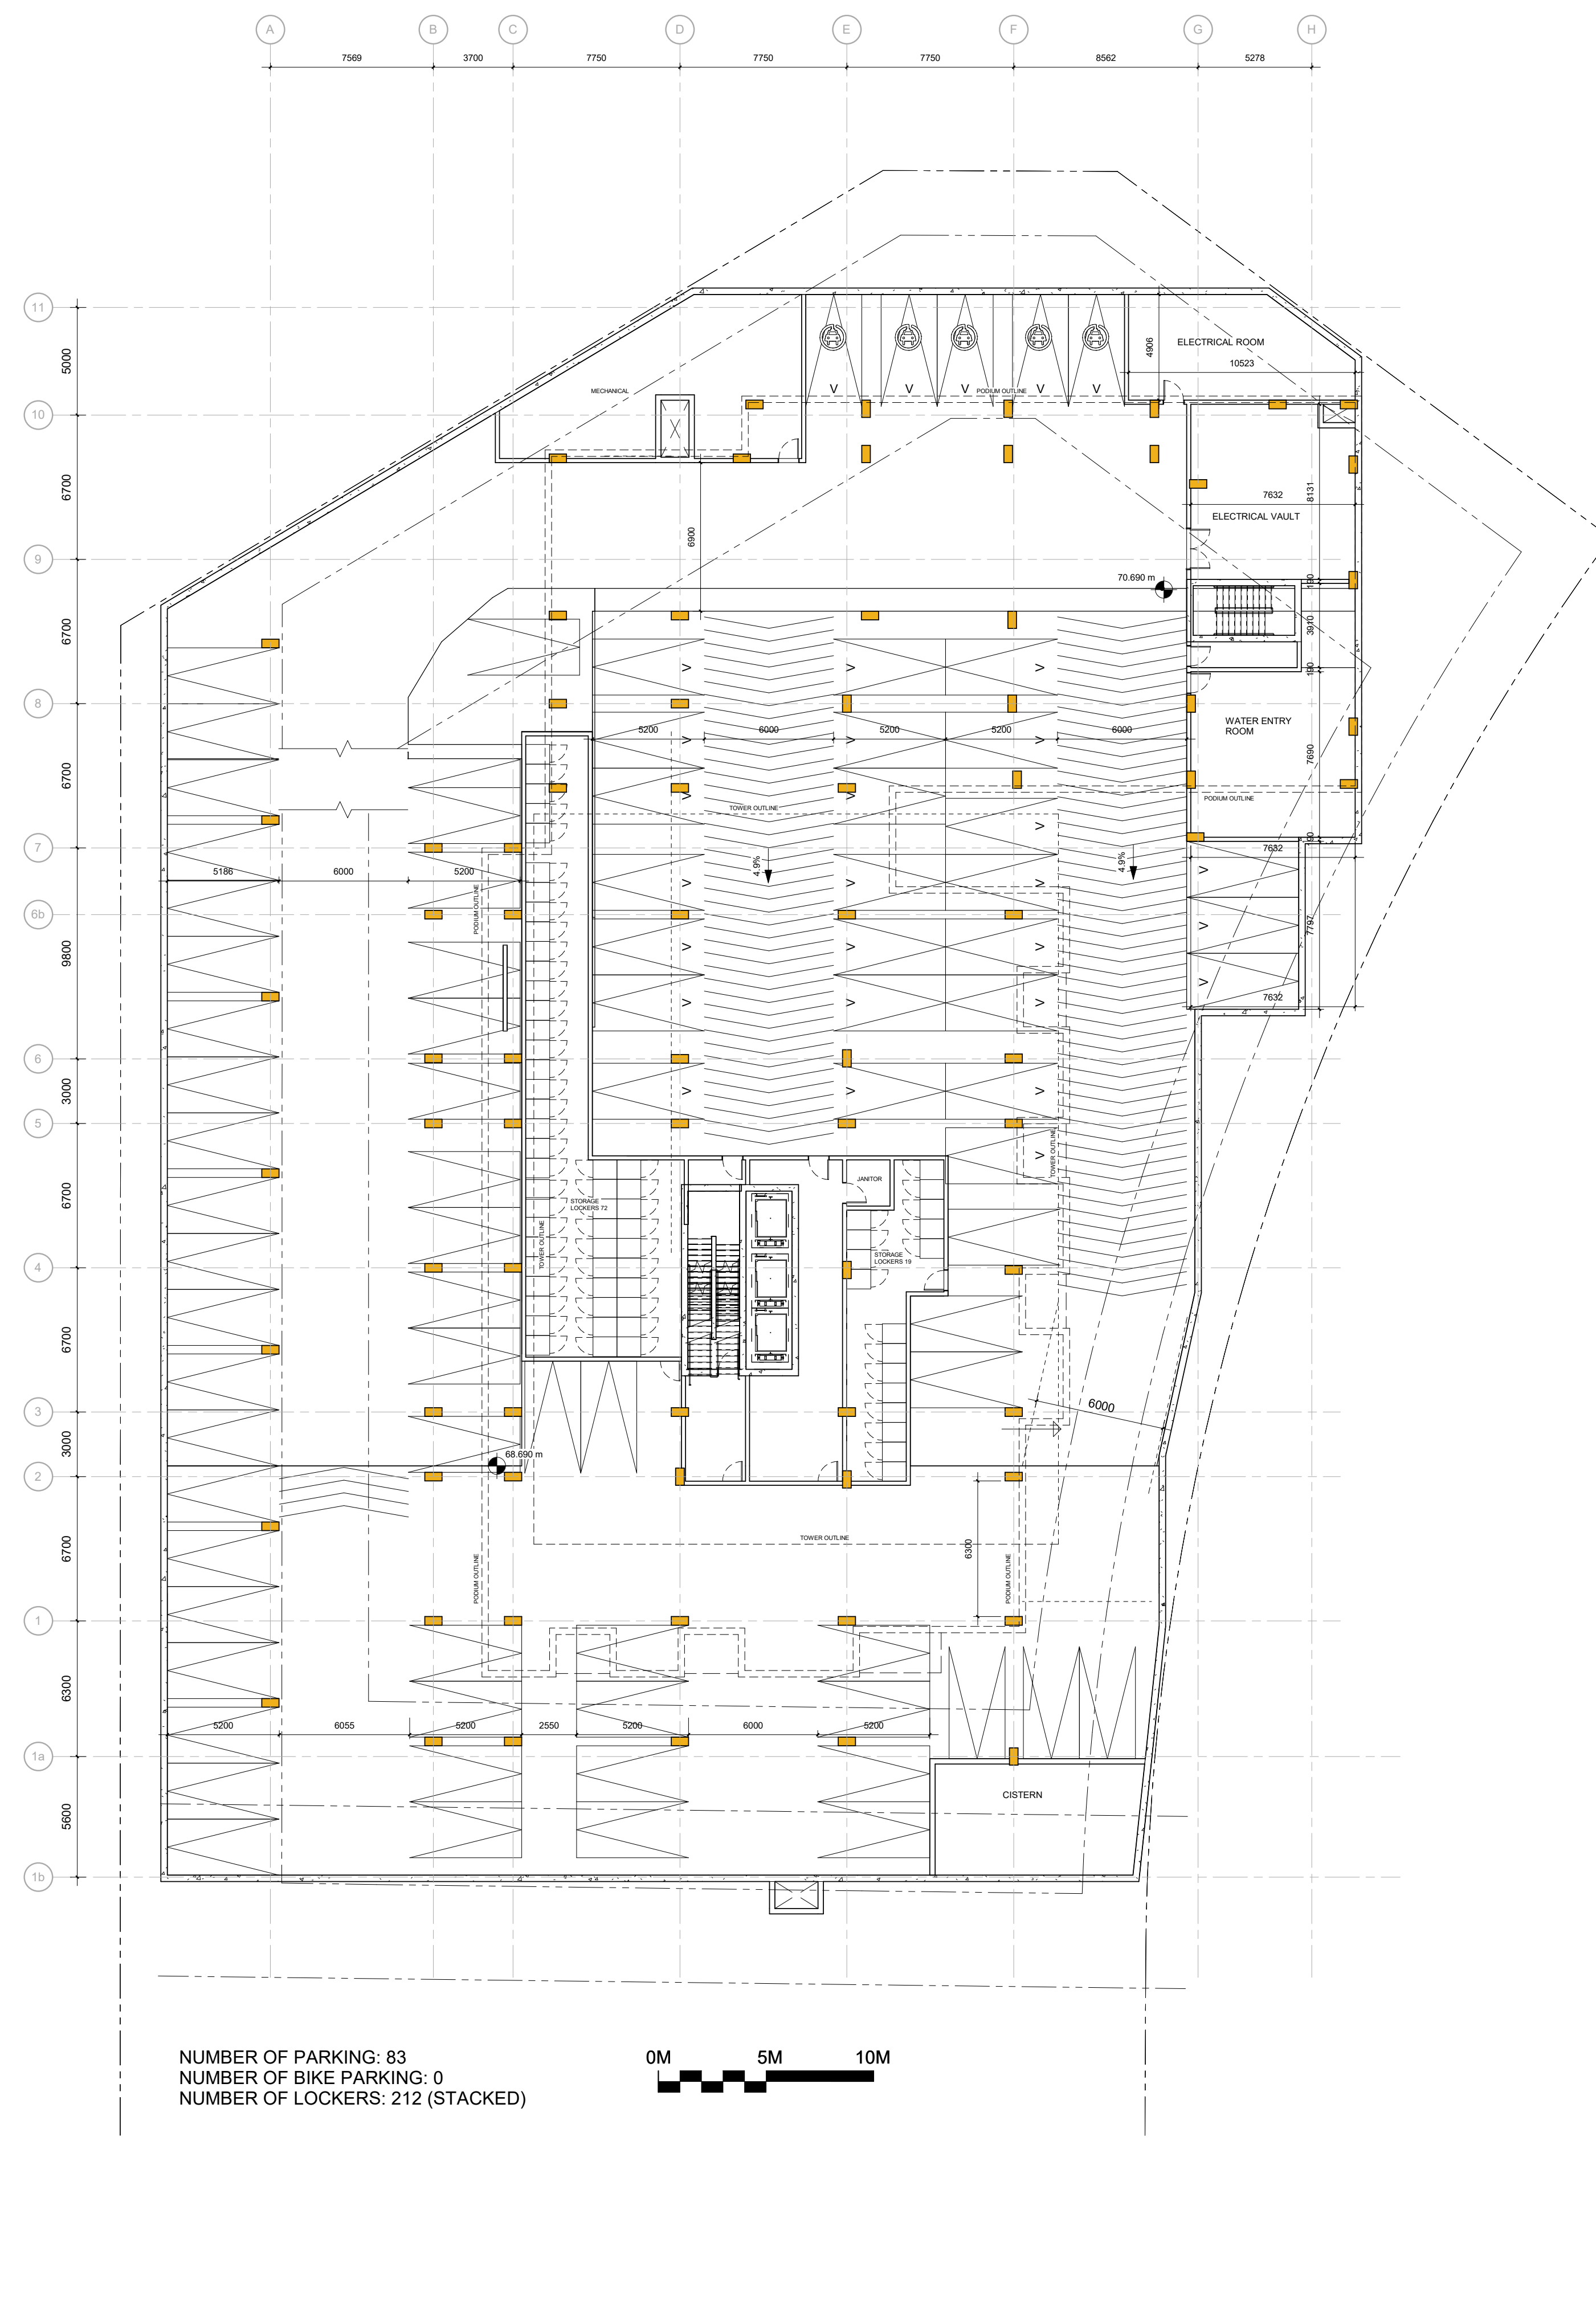 A
B
C
D
E
F
G
H
7569
3700
7750
7750
7750
8562
5278
11
5000
10
6700
9
6700
8
6700
7
6b
9800
6
3000
5
6700
4
6700
3
3000
2
6700
1
6300
1a
5600
1b
MECHANICAL
V
V
V
PODIUM OUTLINE
V
V
4906
ELECTRICAL ROOM
10523
6900
7632
8131
ELECTRICAL VAULT
70.690 m
190
3910
190
V
V
5200
6000
5200
5200
6000
V
V
V
WATER ENTRY
ROOM
7690
V
V
TOWER OUTLINE
PODIUM OUTLINE
V
190
7632
4.9%
4.9%
5186
6000
5200
PODIUM OUTLINE
V
V
V
V
V
V
7797
V
V
V
7632
V
V
V
TOWER OUTLINE
JANITOR
STORAGE
LOCKERS 72
TOWER OUTLINE
STORAGE
LOCKERS 19
6000
68.690 m
TOWER OUTLINE
6300
PODIUM OUTLINE
PODIUM OUTLINE
5200
6055
5200
2550
5200
6000
5200
CISTERN
NUMBER OF PARKING: 83
NUMBER OF BIKE PARKING: 0
NUMBER OF LOCKERS: 212 (STACKED)
0M
5M
10M